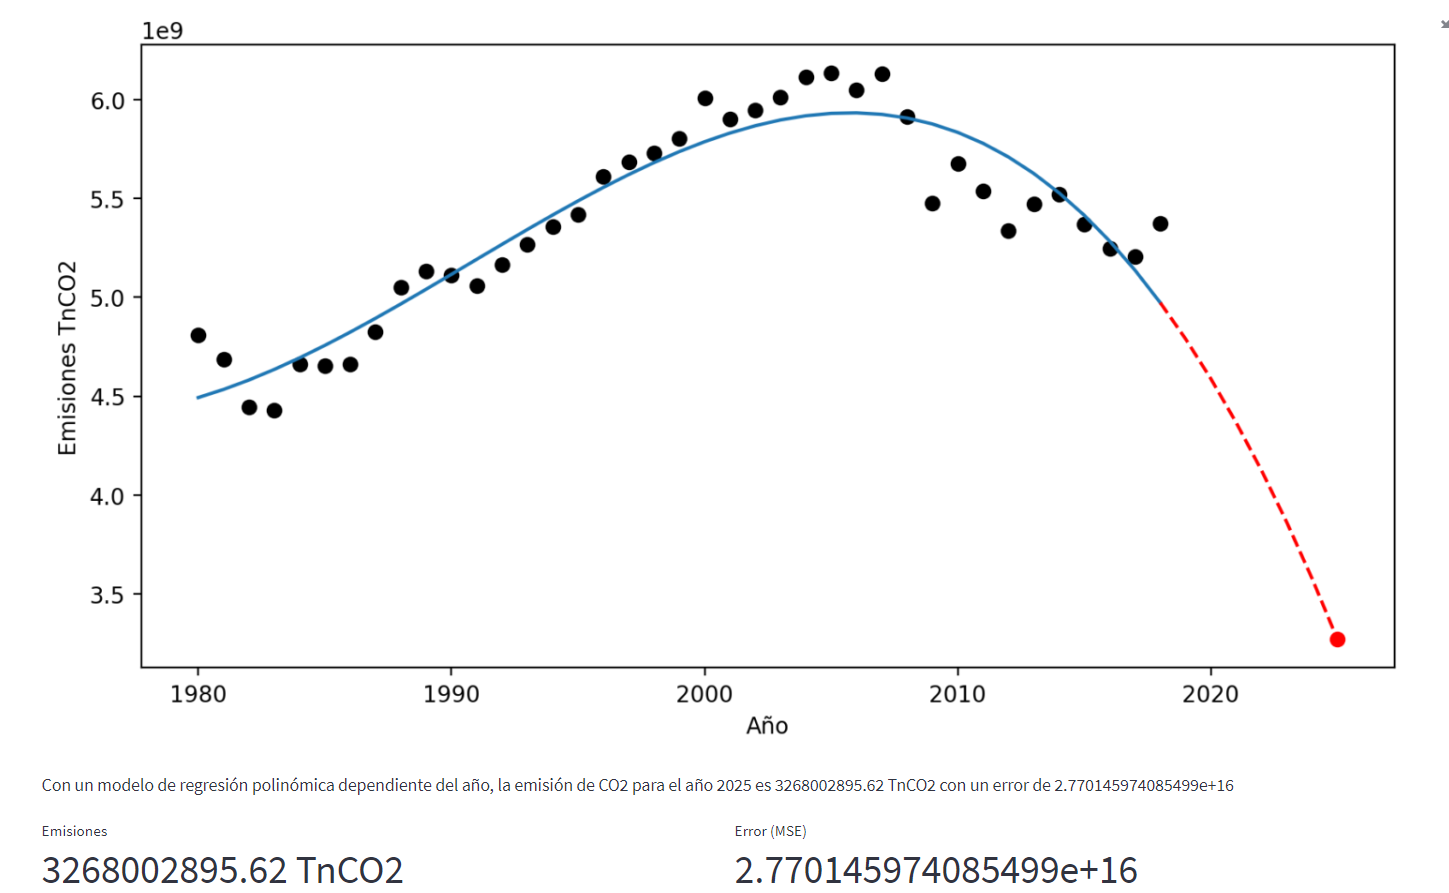 1e9
6.0
5.5
5.0
4.5
4.0
3.5
Emisiones TnCO2
1980 1990 2000 2010 2020
Año
Con un modelo de regresión polinómica dependiente del año, la emisión de CO2 para el año 2025 es 3268002895.62 TnCO2 con un error de 2.770145974085499e+16
Emisiones Error (MSE)
3268002895.62 TnCO2 2.770145974085499e+16